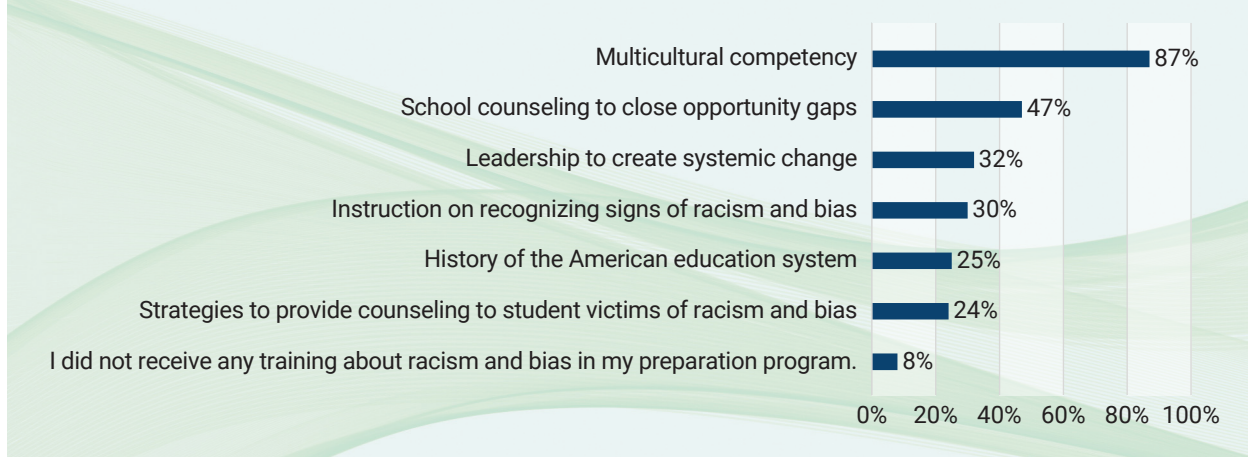 Multicultural competency 87%
School counseling to close opportunity gaps 47%
Leadership to create systemic change 32%
Instruction on recognizing signs of racism and bias 30%
History of the American education system 25%
Strategies to provide counseling to student victims of racism and bias 24%
I did not receive any training about racism and bias in my preparation program. 8%
0% 20% 40% 60% 80% 100%